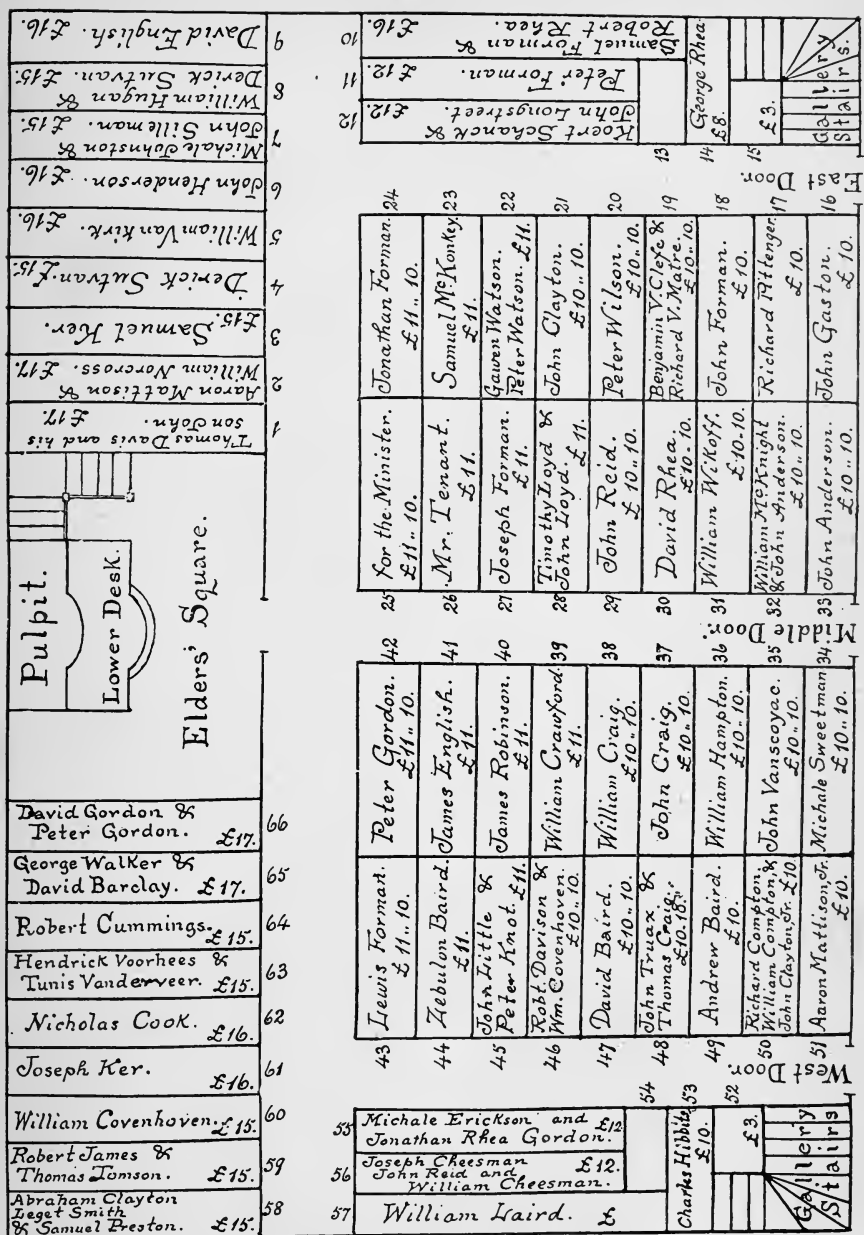 David English.
£16.
9
William Hugan &
Derick Sutvan. £15.
8
Michale Johnston &
John Silleman. £15.
7
John Henderson. £16.
6
William Van Kirk. £16.
5
Derick Sutvan. £15.
4
Samuel Ker. £15.
3
Aaron Mattison &
William Norcross. £17.
2
Thomas Davis and his
son John. £17.
1
Pulpit.
Lower Desk.
Elders' Square.
David Gordon &
Peter Gordon. £17.
66
George Walker &
David Barclay. £17.
65
Robert Cummings. £15.
64
Hendrick Voorhees &
Tunis Vanderveer. £15.
63
Nicholas Cook. £16.
62
Joseph Ker. £16.
61
William Covenhoven. £15.
60
Robert James &
Thomas Tomson. £15.
59
Abraham Clayton
Leget Smith
& Samuel Preston. £15.
58
Samuel Forman &
Robert Rhea. £16.
10
Peter Forman. £12.
11
Koert Schanck &
John Longstreet. £12.
12
13
George Rhea.
£8.
14
£3.
15
Gallery
Stairs.
East Door.
Jonathan Forman. 24
£11..10.
Samuel McKonkey. 23
£11.
Gawen Watson. 22
Peter Watson. £11.
John Clayton. 21
£10..10.
Peter Wilson. 20
£10..10.
Benjamin V. Clefe & 19
Richard V. Matre.
£10..10.
John Forman. 18
£10.
Richard Pittenger. 17
£10.
John Gaston. 16
£10.
25 for the Minister.
£11..10.
26 Mr. Tenant.
£11.
27 Joseph Forman.
£11.
28 Timothy Loyd &
John Loyd. £11.
29 John Reid.
£10..10.
30 David Rhea.
£10..10.
31 William Wikoff.
£10-10.
32 William McKnight
& John Anderson.
£10..10.
33 John Anderson.
£10..10.
Middle Door.
Peter Gordon. 42
£11..10.
James English. 41
£11.
James Robinson. 40
£11.
William Crawford 39
£11.
William Craig. 38
£10..10.
John Craig. 37
£10..10.
William Hampton. 36
£10..10.
John Vanscoyac. 35
£10..10.
Michale Sweetman 34
£10..10.
43 Lewis Forman.
£11..10.
44 Zebulon Baird.
£11.
45 John Little &
Peter Knot. £11.
46 Robt. Davison &
Wm. Covenhoven.
£10..10
47 David Baird.
£10..10.
48 John Truax &
Thomas Craig.
49 Andrew Baird.
£10.
50 Richard Compton.
William Compton, &
John Clayton, Jr. £10.
51 Aaron Mattison, Jr.
£10.
West Door.
54
53
Charles Hibbits
£10.
52
£3.
Gallery
Stairs
55 Michale Erickson and £12
Jonathan Rhea Gordon.
56 Joseph Cheesman £12.
John Reid and
William Cheesman.
57 William Laird. £